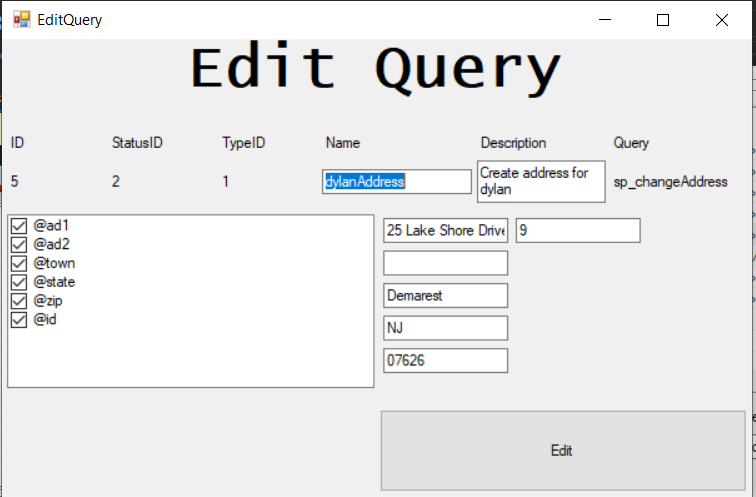 EditQuery
Edit Query
ID StatusID TypeID Name Description Query
5 2 1 dylanAddress Create address for dylan sp_changeAddress
@ad1
@ad2
@town
@state
@zip
@id
25 Lake Shore Drive 9
Demarest
NJ
07626
Edit